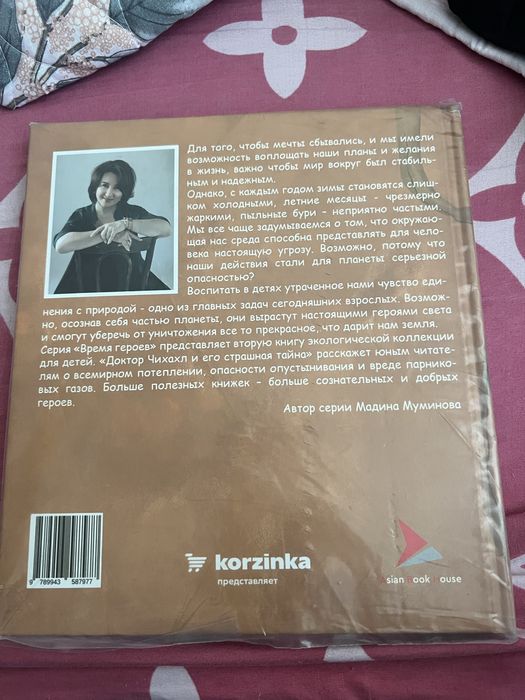 Для того, чтобы мечты сбывались, и мы имели
возможность воплощать наши планы и желания
в жизнь, важно чтобы мир вокруг был стабиль-
ным и надежным.
Однако, с каждым годом зимы становятся слиш-
ком холодными, летние месяцы - чрезмерно
жаркими, пыльные бури - неприятно частыми.
Мы все чаще задумываемся о том, что окружаю-
щая нас среда способна представлять для чело-
века настоящую угрозу. Возможно, потому что
наши действия стали для планеты серьезной
опасностью?
Воспитать в детях утраченное нами чувство еди-
нения с природой - одно из главных задач сегодняшних взрослых. Возмож-
но, осознав себя частью планеты, они вырастут настоящими героями света
и смогут уберечь от уничтожения все то прекрасное, что дарит нам земля.
Серия «Время героев» представляет вторую книгу экологической коллекции
для детей. «Доктор Чихахл и его страшная тайна» расскажет юным читате-
лям о всемирном потеплении, опасности опустынивания и вреде парнико-
вых газов. Больше полезных книжек - больше сознательных и добрых
героев.
Автор серии Мадина Муминова
9 789943 587977
korzinka
представляет
Asian Book House